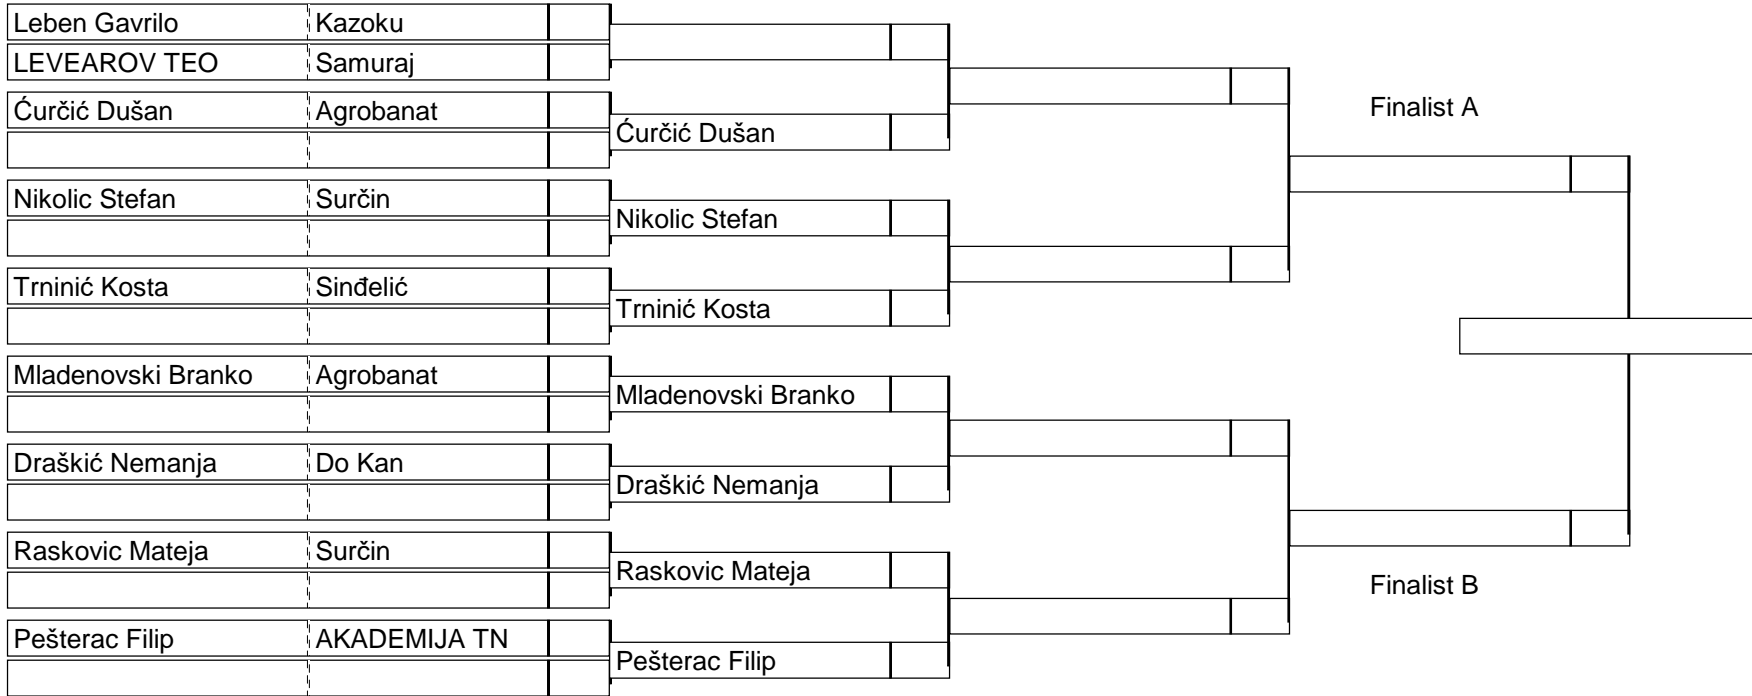 Leben Gavrilo Kazoku
LEVEAROV TEO Samuraj
Ćurčić Dušan Agrobanat
Nikolic Stefan Surčin
Trninić Kosta Sinđelić
Mladenovski Branko Agrobanat
Draškić Nemanja Do Kan
Raskovic Mateja Surčin
Pešterac Filip AKADEMIJA TN
Ćurčić Dušan
Nikolic Stefan
Trninić Kosta
Mladenovski Branko
Draškić Nemanja
Raskovic Mateja
Pešterac Filip
Finalist A
Finalist B